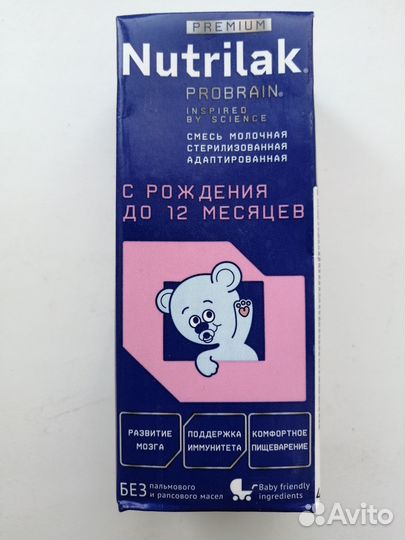 PREMIUM
Nutrilak®
PROBRAIN®
INSPIRED
BY SCIENCE
СМЕСЬ МОЛОЧНАЯ
СТЕРИЛИЗОВАННАЯ
АДАПТИРОВАННАЯ
С РОЖДЕНИЯ
ДО 12 МЕСЯЦЕВ
РАЗВИТИЕ
МОЗГА
ПОДДЕРЖКА
ИММУНИТЕТА
КОМФОРТНОЕ
ПИЩЕВАРЕНИЕ
БЕЗ пальмового
и рапсового масел
Baby friendly
ingredients
Avito